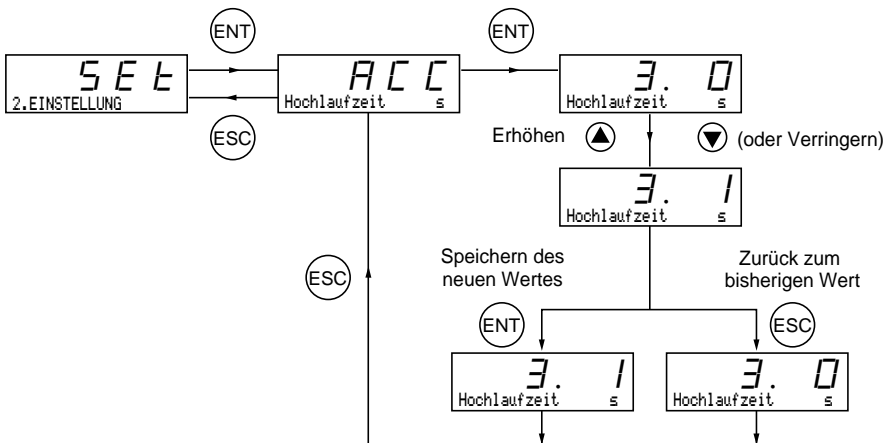 ENT
ENT
SEt
2.EINSTELLUNG
ACC
Hochlaufzeit s
3. 0
Hochlaufzeit s
ESC
Erhöhen
(oder Verringern)
3. 1
Hochlaufzeit s
Speichern des
neuen Wertes
Zurück zum
bisherigen Wert
ESC
ENT
ESC
3. 1
Hochlaufzeit s
3. 0
Hochlaufzeit s